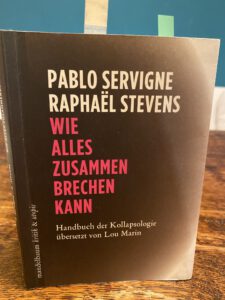 PABLO SERVIGNE
RAPHAËL STEVENS
WIE
ALLES
ZUSAMMEN
BRECHEN
KANN
Handbuch der Kollapsologie
übersetzt von Lou Marin
mandelbaum kritik & utopie